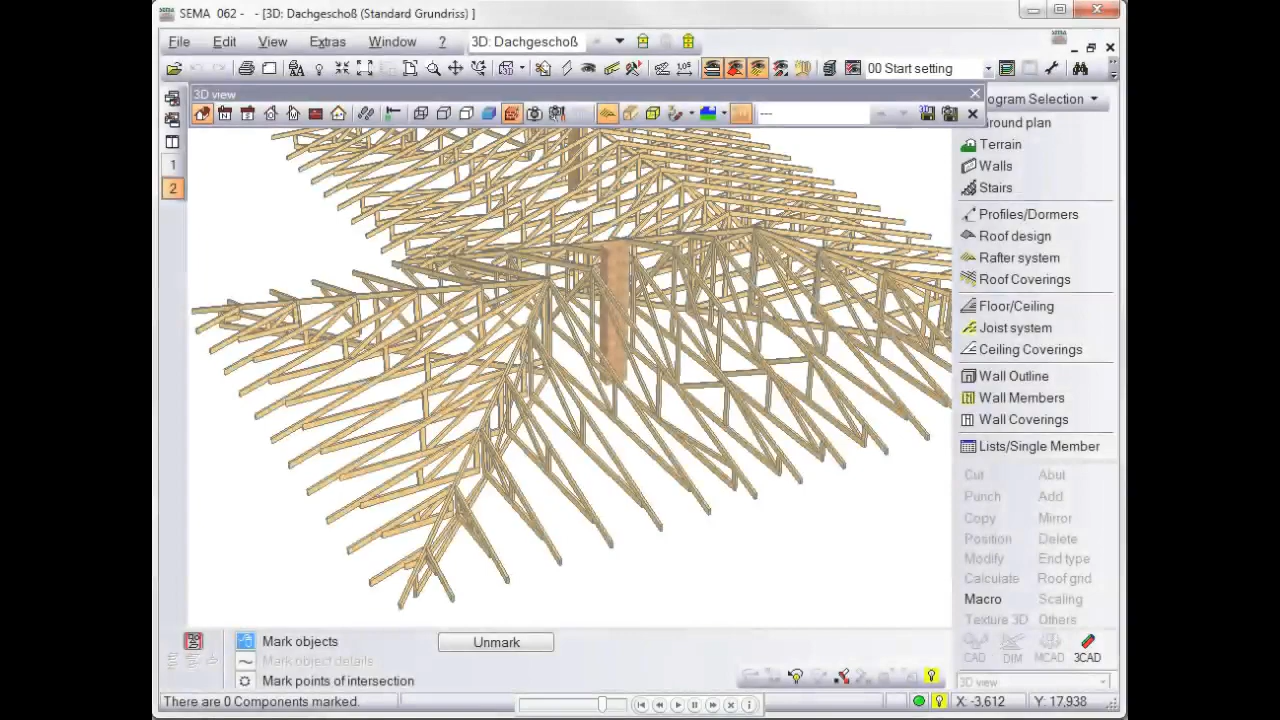 SEMA 062 - - [3D: Dachgeschoß (Standard Grundriss) ]
File Edit View Extras Window ? 3D: Dachgeschoß
00 Start setting
3D view
---
ogram Selection
Ground plan
Terrain
Walls
Stairs
Profiles/Dormers
Roof design
Rafter system
Roof Coverings
Floor/Ceiling
Joist system
Ceiling Coverings
Wall Outline
Wall Members
Wall Coverings
Lists/Single Member
Cut Abut
Punch Add
Copy Mirror
Position Delete
Modify End type
Calculate Roof grid
Macro Scaling
Texture 3D Others
CAD DIM MCAD 3CAD
3D view
1
2
Mark objects
Unmark
Mark object details
Mark points of intersection
There are 0 Components marked.
X: -3,612 Y: 17,938